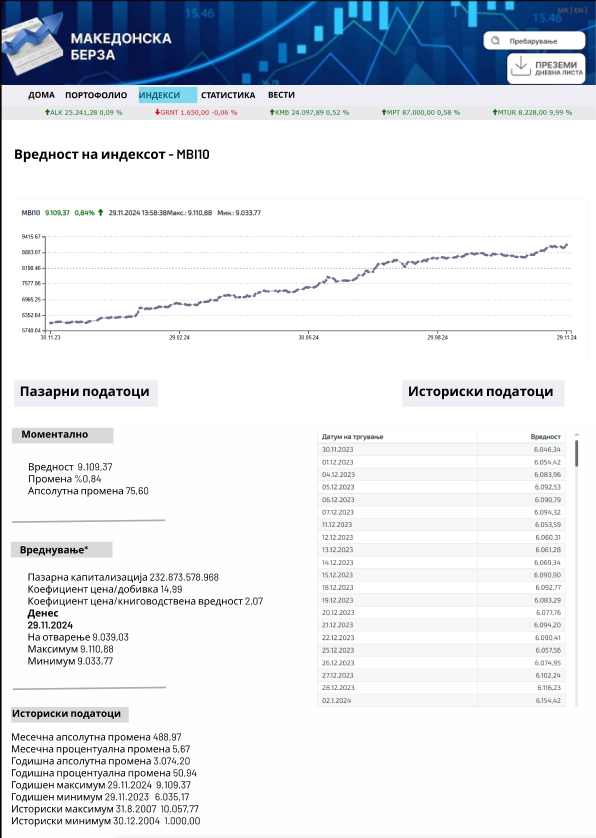 MK | EN |
МАКЕДОНСКА
БЕРЗА
15.46
15.46
Пребарување
ПРЕЗЕМИ
ДНЕВНА ЛИСТА
ДОМА ПОРТОФОЛИО ИНДЕКСИ СТАТИСТИКА ВЕСТИ
ALK 25.241,28 0,09 % GRNT 1.650,00 -0,06 % KMB 24.097,89 0,52 % MPT 87.000,00 0,58 % MTUR 8.228,00 9,99 %
Вредност на индексот - MBI10
MBI10 9.109,37 0,84% 29.11.2024 13:58:38Макс.: 9.110,88 Мин.: 9.033,77
9415.67
8883.07
8198.46
7577.86
6965.25
6352.64
5740.04
30.11.23 29.02.24 30.05.24 29.08.24 29.11.24
Пазарни податоци
Историски податоци
Моментално
Вредност 9.109,37
Промена %0,84
Апсолутна промена 75,60
Вреднување*
Пазарна капитализација 232.873.578.968
Коефициент цена/добивка 14,99
Коефициент цена/книговодствена вредност 2,07
Денес
29.11.2024
На отварење 9.039,03
Максимум 9.110,88
Минимум 9.033,77
Историски податоци
Месечна апсолутна промена 488,97
Месечна процентуална промена 5,67
Годишна апсолутна промена 3.074,20
Годишна процентуална промена 50,94
Годишен максимум 29.11.2024 9.109,37
Годишен минимум 29.11.2023 6.035,17
Историски максимум 31.8.2007 10.057,77
Историски минимум 30.12.2004 1.000,00
Датум на тргување Вредност
30.11.2023 6.046,34
01.12.2023 6.054,42
04.12.2023 6.083,96
05.12.2023 6.092,53
06.12.2023 6.090,79
07.12.2023 6.094,32
11.12.2023 6.053,59
12.12.2023 6.060,31
13.12.2023 6.061,28
14.12.2023 6.069,34
15.12.2023 6.090,90
18.12.2023 6.092,77
19.12.2023 6.083,29
20.12.2023 6.077,76
21.12.2023 6.094,20
22.12.2023 6.090,41
25.12.2023 6.057,56
26.12.2023 6.074,95
27.12.2023 6.102,24
28.12.2023 6.116,23
02.1.2024 6.154,42